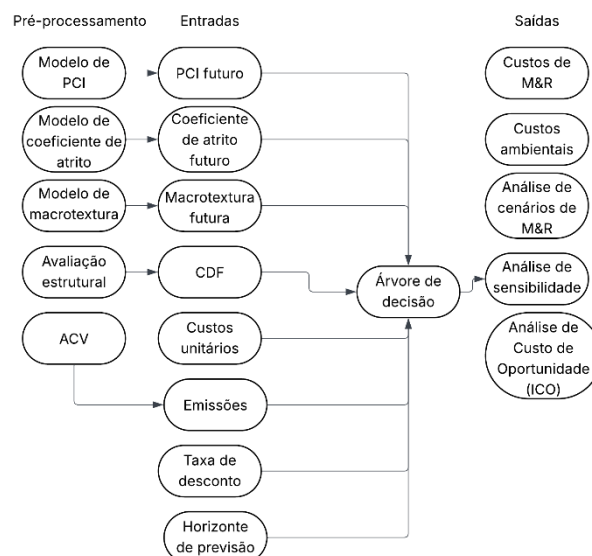 Pré-processamento
Entradas
Saídas
Modelo de
PCI
PCI futuro
Custos de
M&R
Modelo de
coeficiente de
atrito
Coeficiente
de atrito
futuro
Custos
ambientais
Modelo de
macrotextura
Macrotextura
futura
Análise de
cenários de
M&R
Avaliação
estrutural
CDF
Árvore de
decisão
Análise de
sensibilidade
ACV
Custos
unitários
Análise de
Custo de
Oportunidade
(ICO)
Emissões
Taxa de
desconto
Horizonte
de previsão